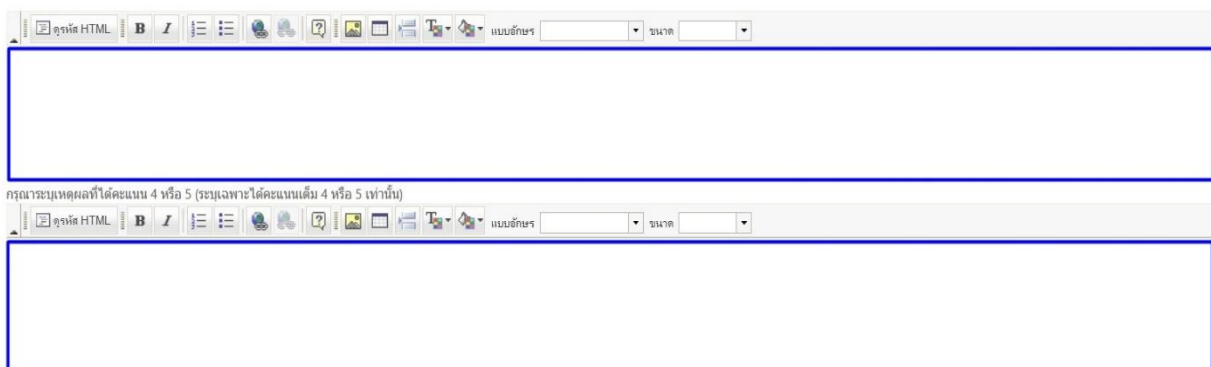 ดูรหัส HTML B I แบบอักษร ขนาด
กรุณาระบุเหตุผลที่ได้คะแนน 4 หรือ 5 (ระบุเฉพาะได้คะแนนเต็ม 4 หรือ 5 เท่านั้น)
ดูรหัส HTML B I แบบอักษร ขนาด